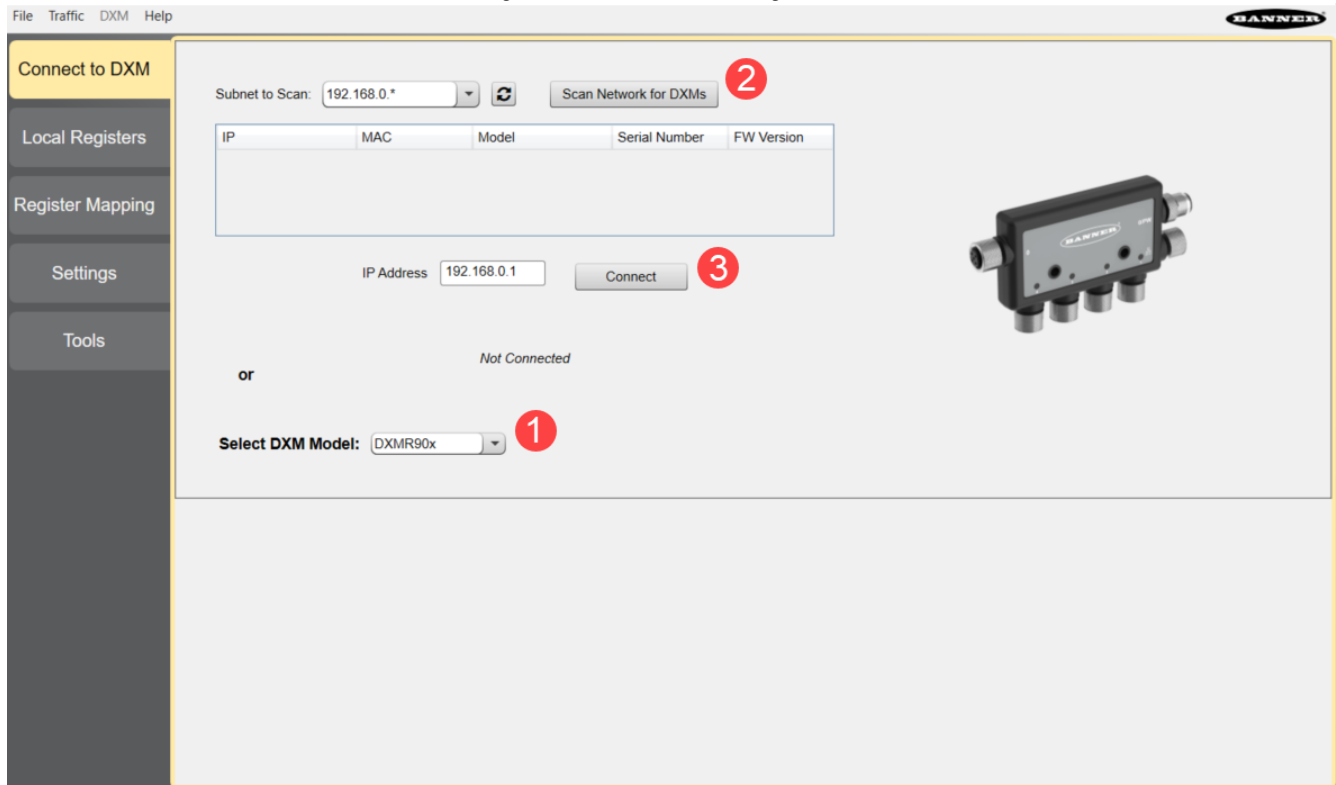 File Traffic DXM Help
BANNER
Connect to DXM
Subnet to Scan: 192.168.0.* Scan Network for DXMs 2
Local Registers
IP MAC Model Serial Number FW Version
Register Mapping
BANNER
Settings
IP Address 192.168.0.1 Connect 3
Tools
Not Connected
or
Select DXM Model: DXMR90x 1